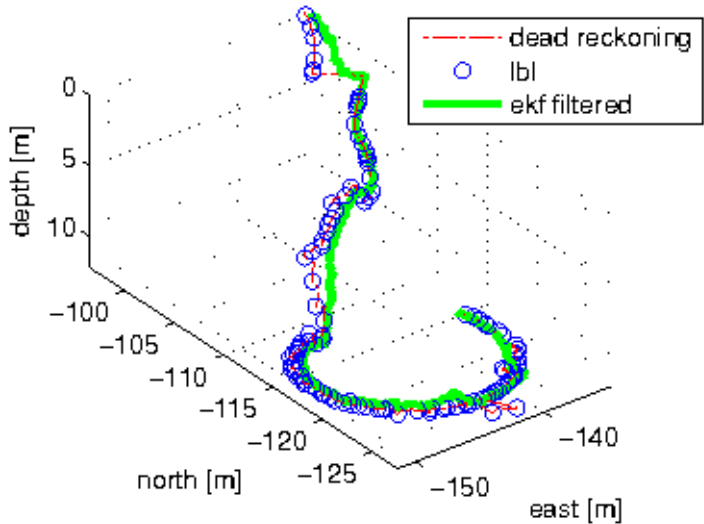 dead reckoning
lbl
ekf filtered
0
5
10
depth [m]
−100
−105
−110
−115
−120
−125
north [m]
−150
−140
east [m]